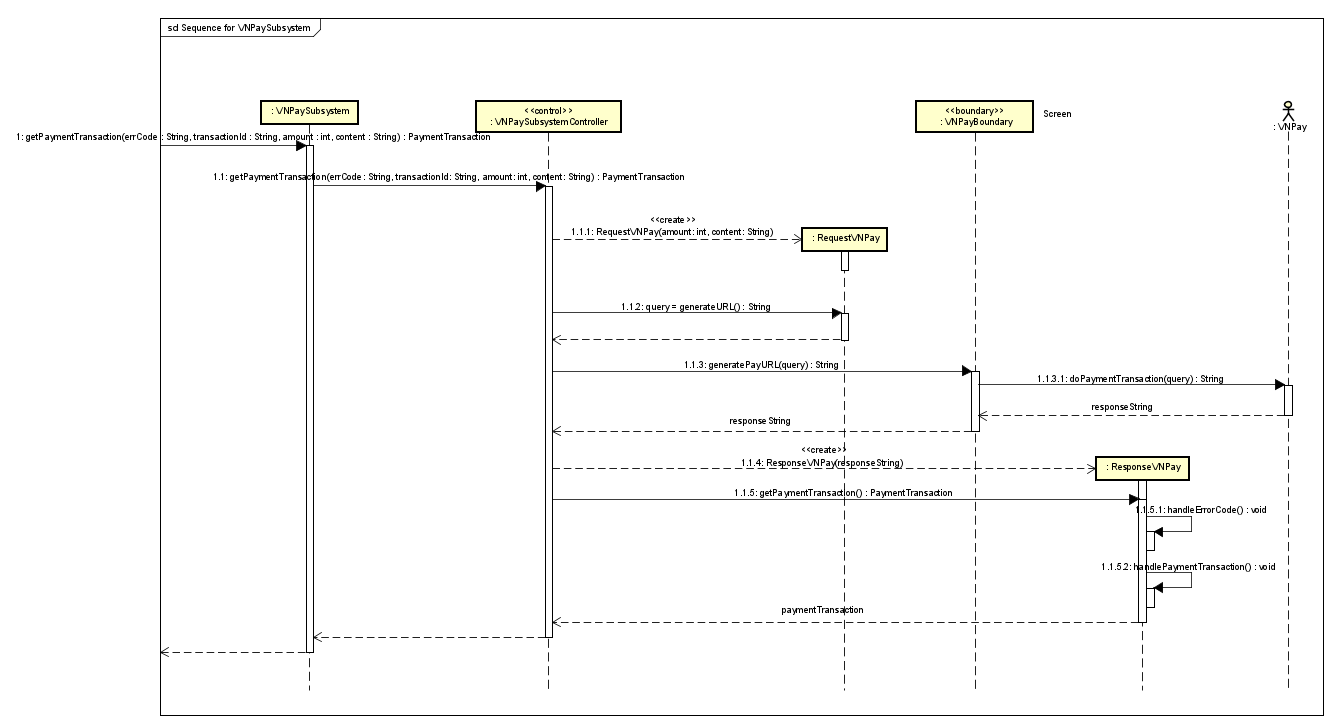 sd Sequence for VNPaySubsystem
: VNPaySubsystem
<<control>>
: VNPaySubsystemController
<<boundary>>
: VNPayBoundary
Screen
: VNPay
1: getPaymentTransaction(errCode : String, transactionId : String, amount : int, content : String) : PaymentTransaction
1.1: getPaymentTransaction(errCode : String, transactionId: String, amount: int, content: String) : PaymentTransaction
<<create>>
1.1.1: RequestVNPay(amount: int, content: String)
: RequestVNPay
1.1.2: query = generateURL() : String
1.1.3: generatePayURL(query) : String
1.1.3.1: doPaymentTransaction(query) : String
responseString
response String
<<create>>
1.1.4: ResponseVNPay(responseString)
: ResponseVNPay
1.1.5: getPaymentTransaction() : PaymentTransaction
1.1.5.1: handleErrorCode() : void
1.1.5.2: handlePaymentTransaction() : void
paymentTransaction